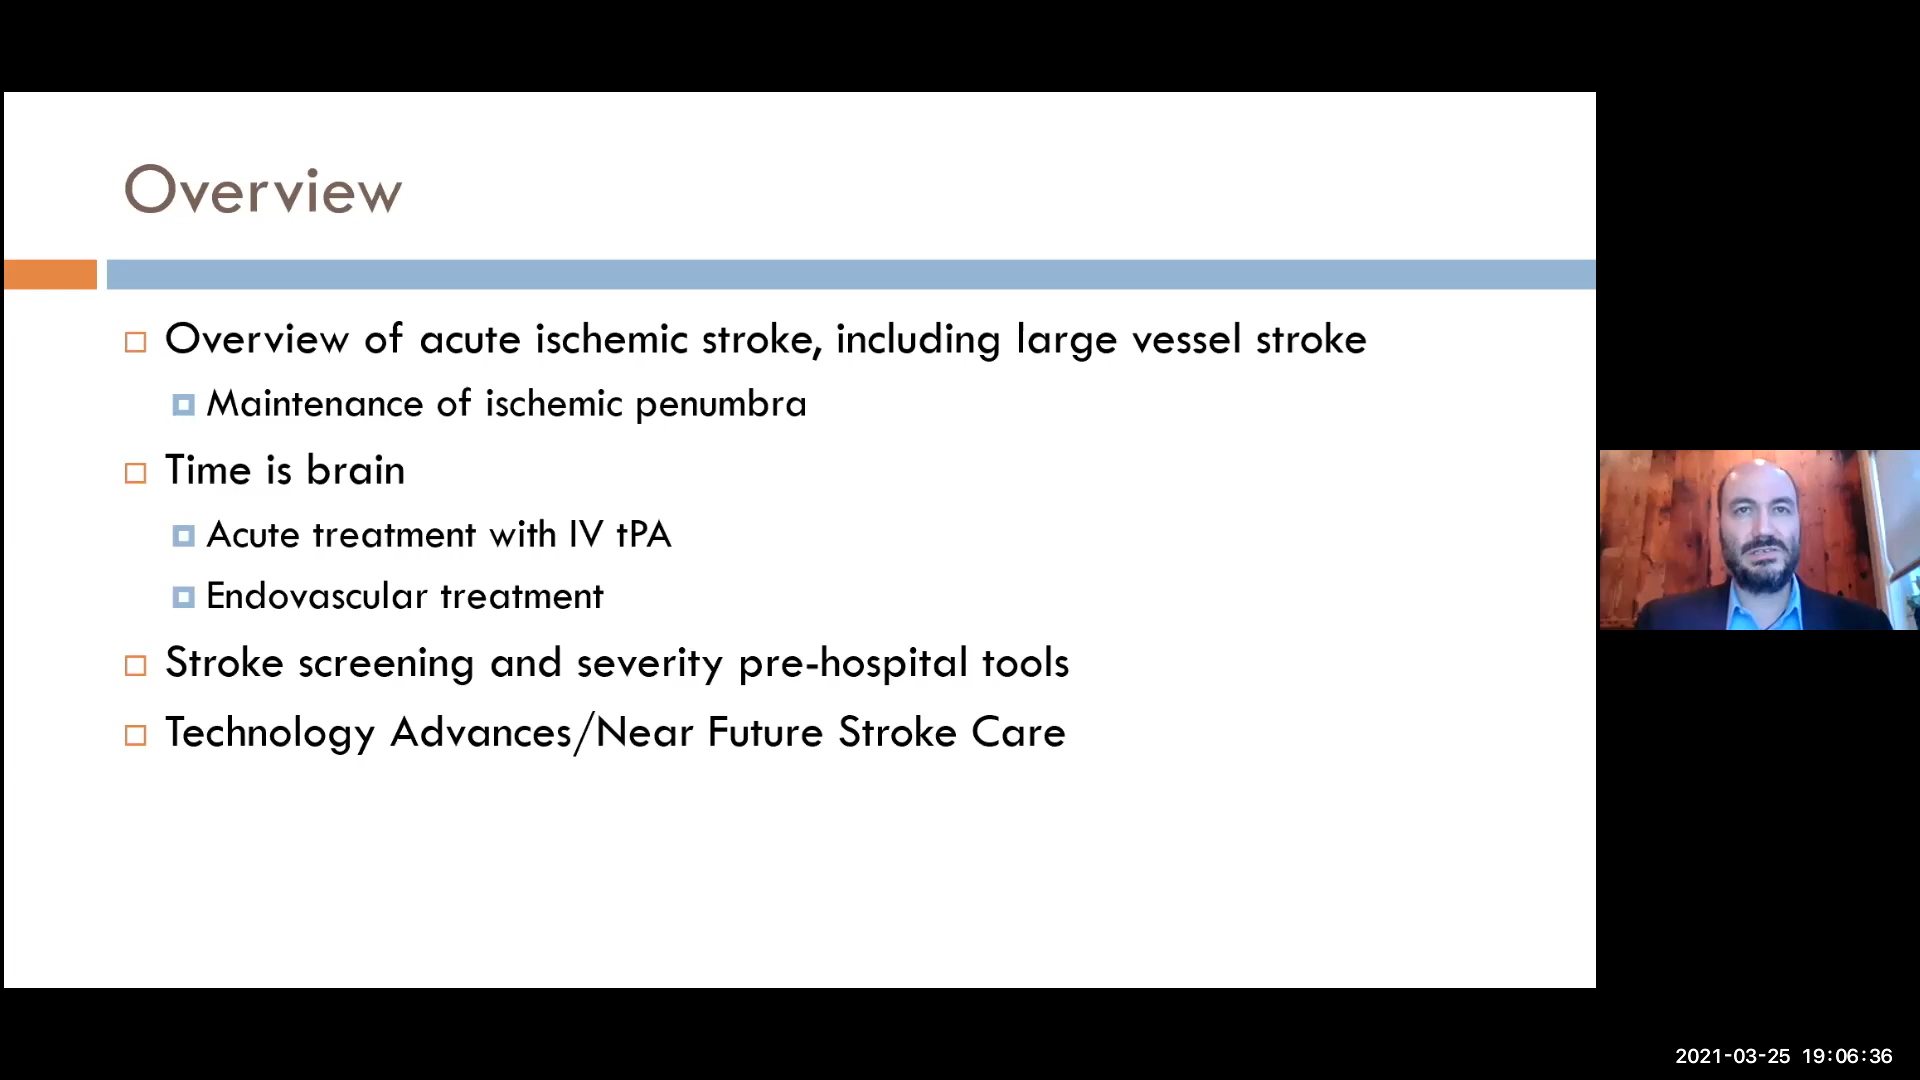 Overview
Overview of acute ischemic stroke, including large vessel stroke
Maintenance of ischemic penumbra
Time is brain
Acute treatment with IV tPA
Endovascular treatment
Stroke screening and severity pre-hospital tools
Technology Advances/Near Future Stroke Care
2021-03-25 19:06:36